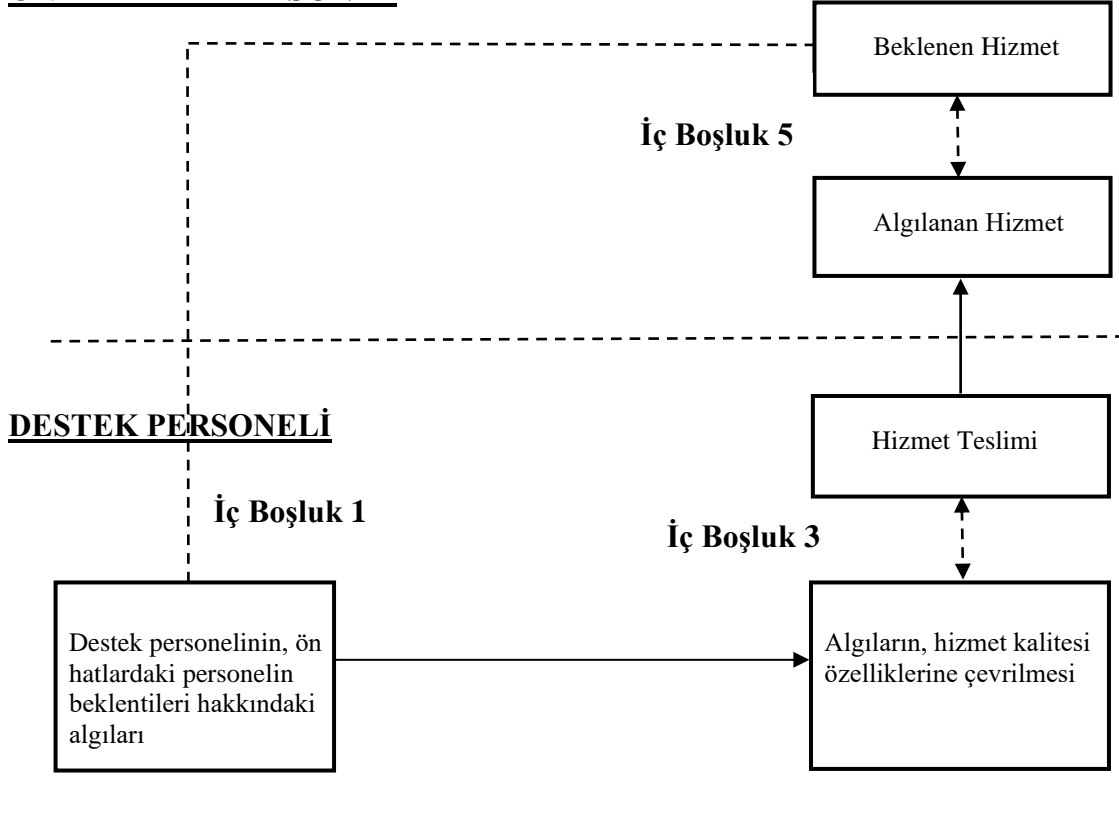 Beklenen Hizmet
İç Boşluk 5
Algılanan Hizmet
DESTEK PERSONELİ
Hizmet Teslimi
İç Boşluk 1
İç Boşluk 3
Destek personelinin, ön
hatlardaki personelin
beklentileri hakkındaki
algıları
Algıların, hizmet kalitesi
özelliklerine çevrilmesi